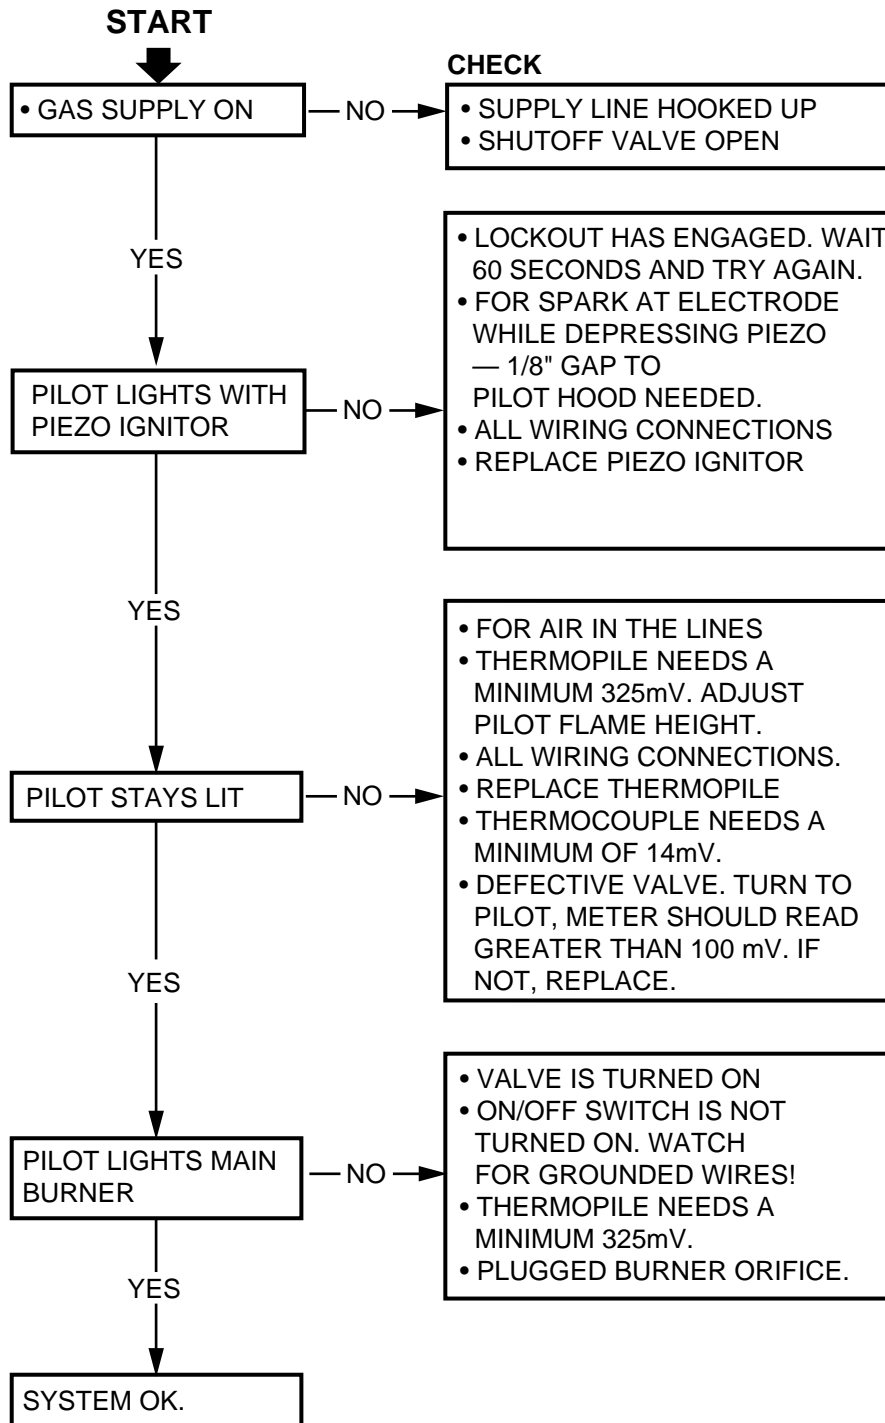 START
CHECK
• GAS SUPPLY ON
NO
• SUPPLY LINE HOOKED UP
• SHUTOFF VALVE OPEN
YES
• LOCKOUT HAS ENGAGED. WAIT
60 SECONDS AND TRY AGAIN.
• FOR SPARK AT ELECTRODE
WHILE DEPRESSING PIEZO
— 1/8" GAP TO
PILOT HOOD NEEDED.
• ALL WIRING CONNECTIONS
• REPLACE PIEZO IGNITOR
PILOT LIGHTS WITH
PIEZO IGNITOR
NO
YES
• FOR AIR IN THE LINES
• THERMOPILE NEEDS A
MINIMUM 325mV. ADJUST
PILOT FLAME HEIGHT.
• ALL WIRING CONNECTIONS.
• REPLACE THERMOPILE
• THERMOCOUPLE NEEDS A
MINIMUM OF 14mV.
• DEFECTIVE VALVE. TURN TO
PILOT, METER SHOULD READ
GREATER THAN 100 mV. IF
NOT, REPLACE.
PILOT STAYS LIT
NO
YES
• VALVE IS TURNED ON
• ON/OFF SWITCH IS NOT
TURNED ON. WATCH
FOR GROUNDED WIRES!
• THERMOPILE NEEDS A
MINIMUM 325mV.
• PLUGGED BURNER ORIFICE.
PILOT LIGHTS MAIN
BURNER
NO
YES
SYSTEM OK.